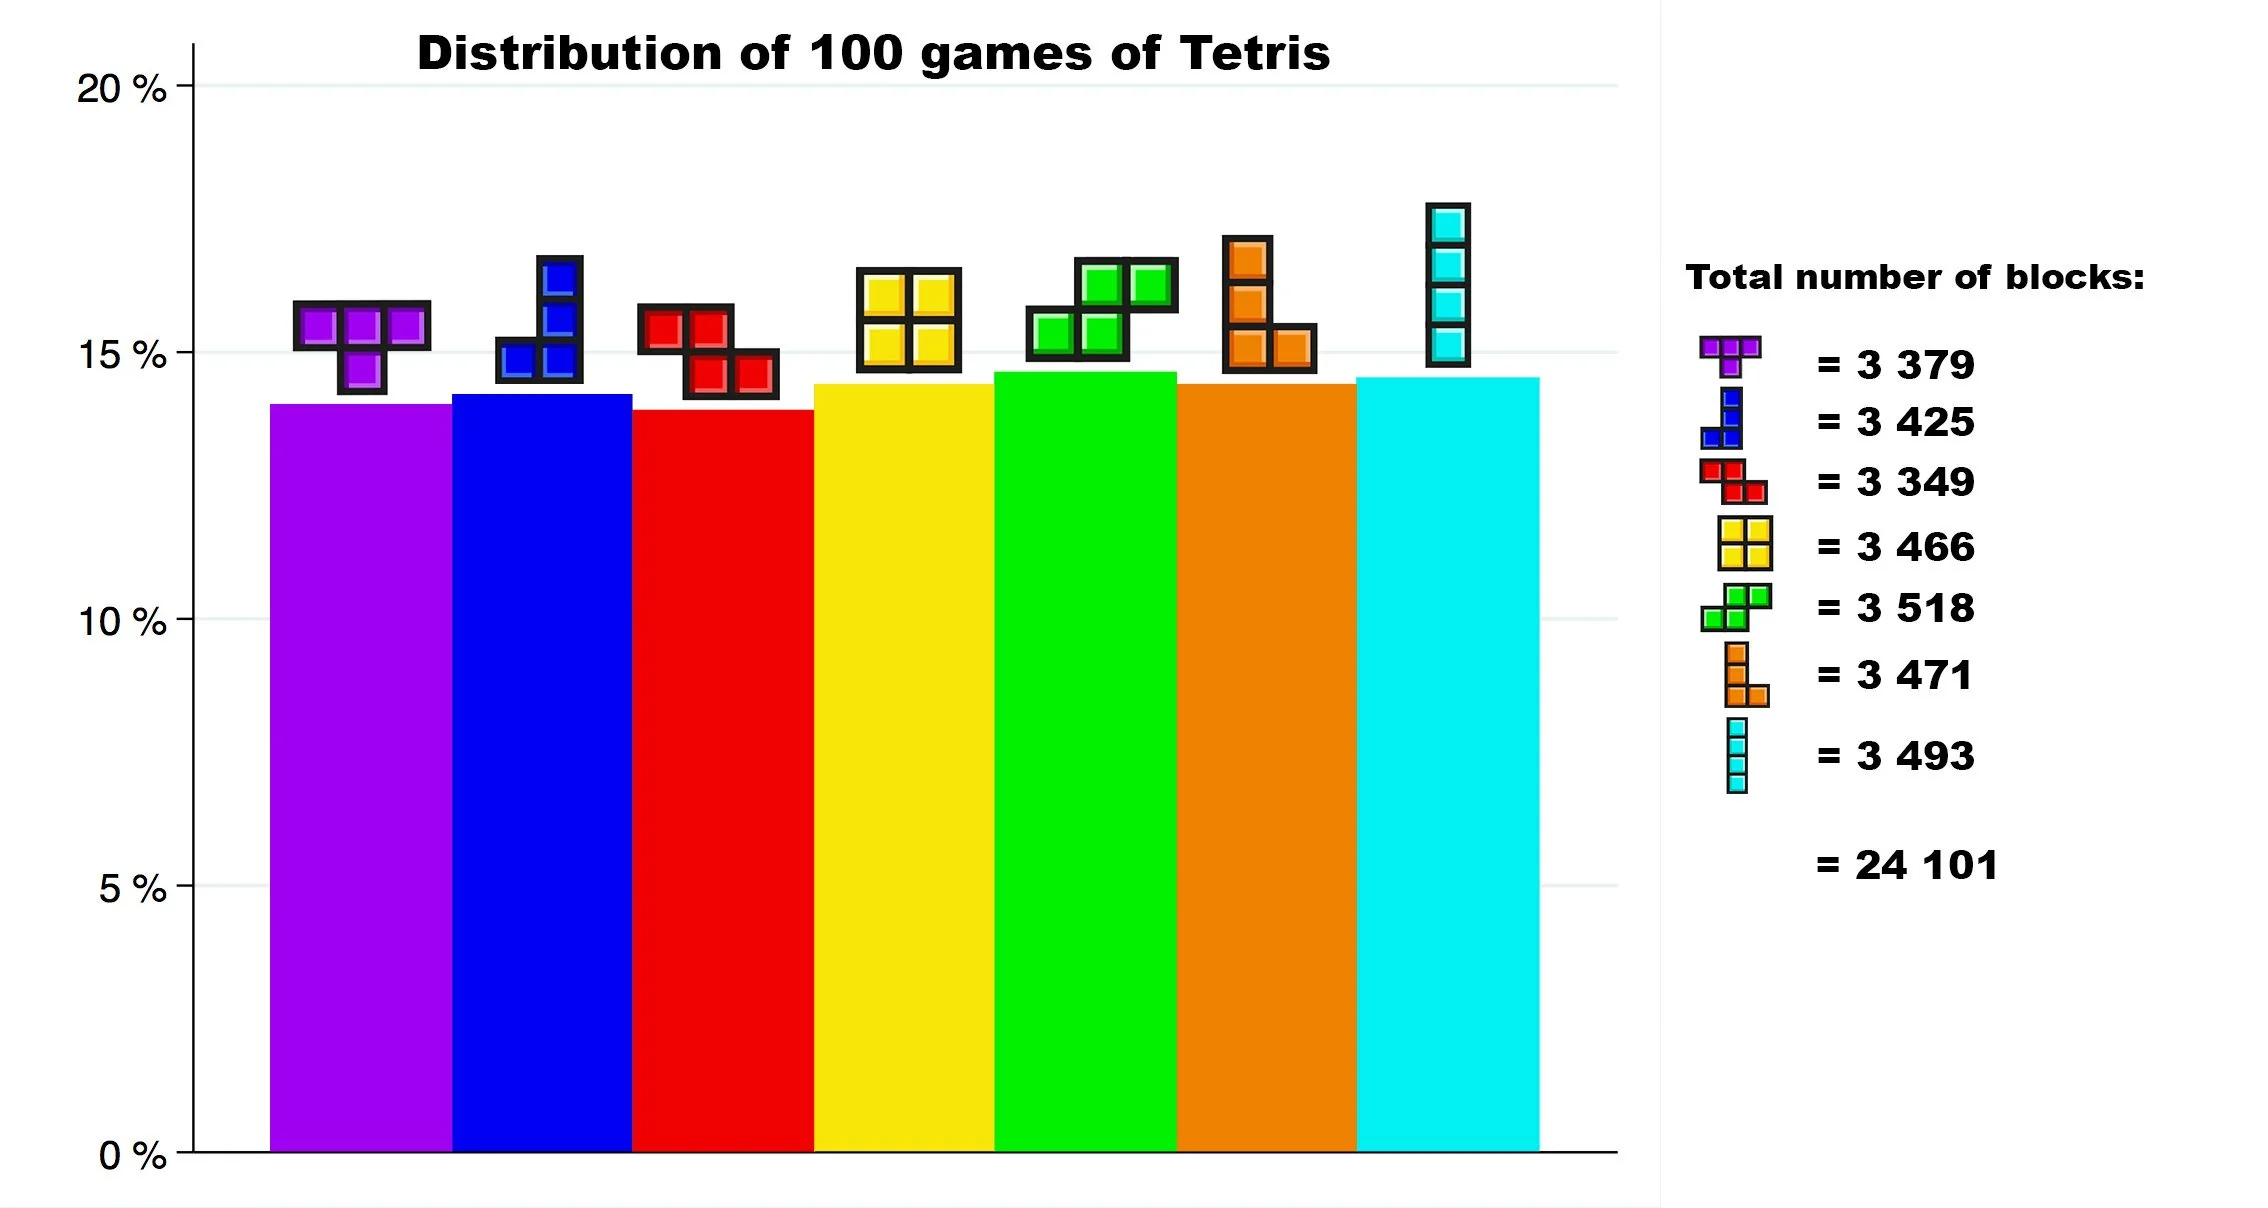 Distribution of 100 games of Tetris
20 %
15 %
10 %
5 %
0 %
Total number of blocks:
= 3 379
= 3 425
= 3 349
= 3 466
= 3 518
= 3 471
= 3 493
= 24 101